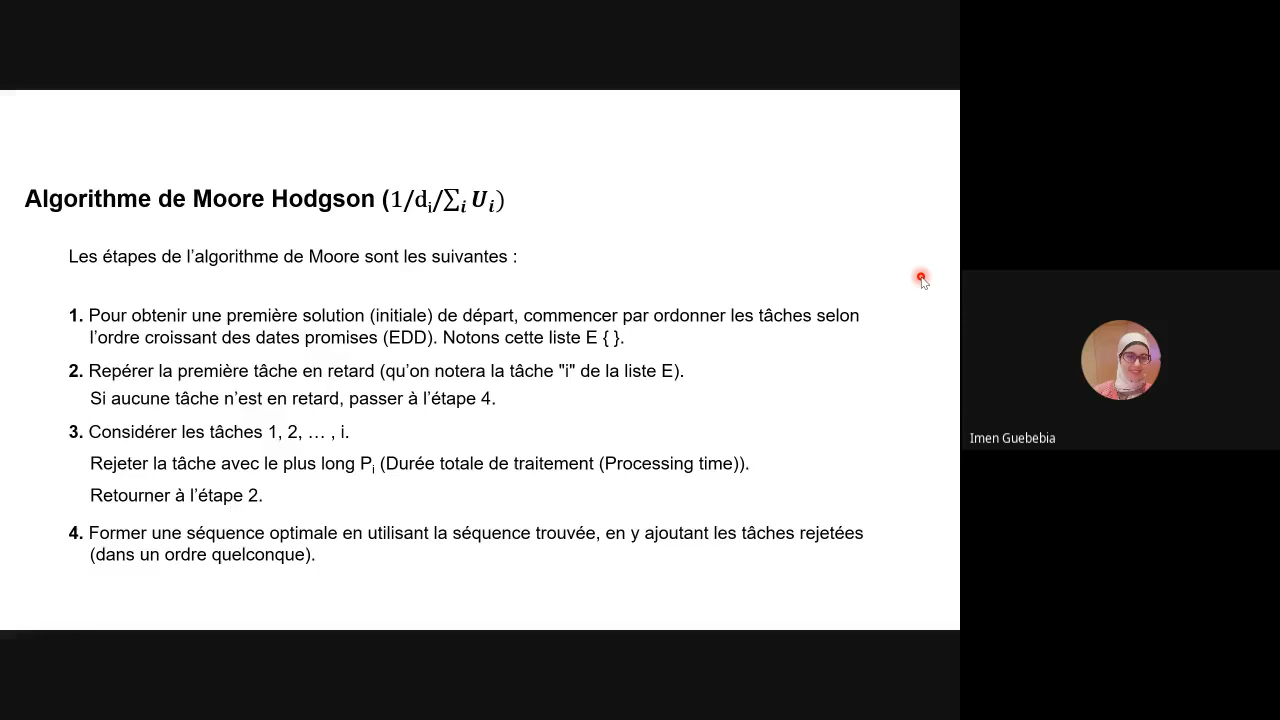 Algorithme de Moore Hodgson (1/dᵢ/∑ᵢ Uᵢ)
Les étapes de l’algorithme de Moore sont les suivantes :
1. Pour obtenir une première solution (initiale) de départ, commencer par ordonner les tâches selon
l’ordre croissant des dates promises (EDD). Notons cette liste E { }.
2. Repérer la première tâche en retard (qu’on notera la tâche "i" de la liste E).
Si aucune tâche n’est en retard, passer à l’étape 4.
3. Considérer les tâches 1, 2, … , i.
Rejeter la tâche avec le plus long Pᵢ (Durée totale de traitement (Processing time)).
Retourner à l’étape 2.
4. Former une séquence optimale en utilisant la séquence trouvée, en y ajoutant les tâches rejetées
(dans un ordre quelconque).
Imen Guebebia